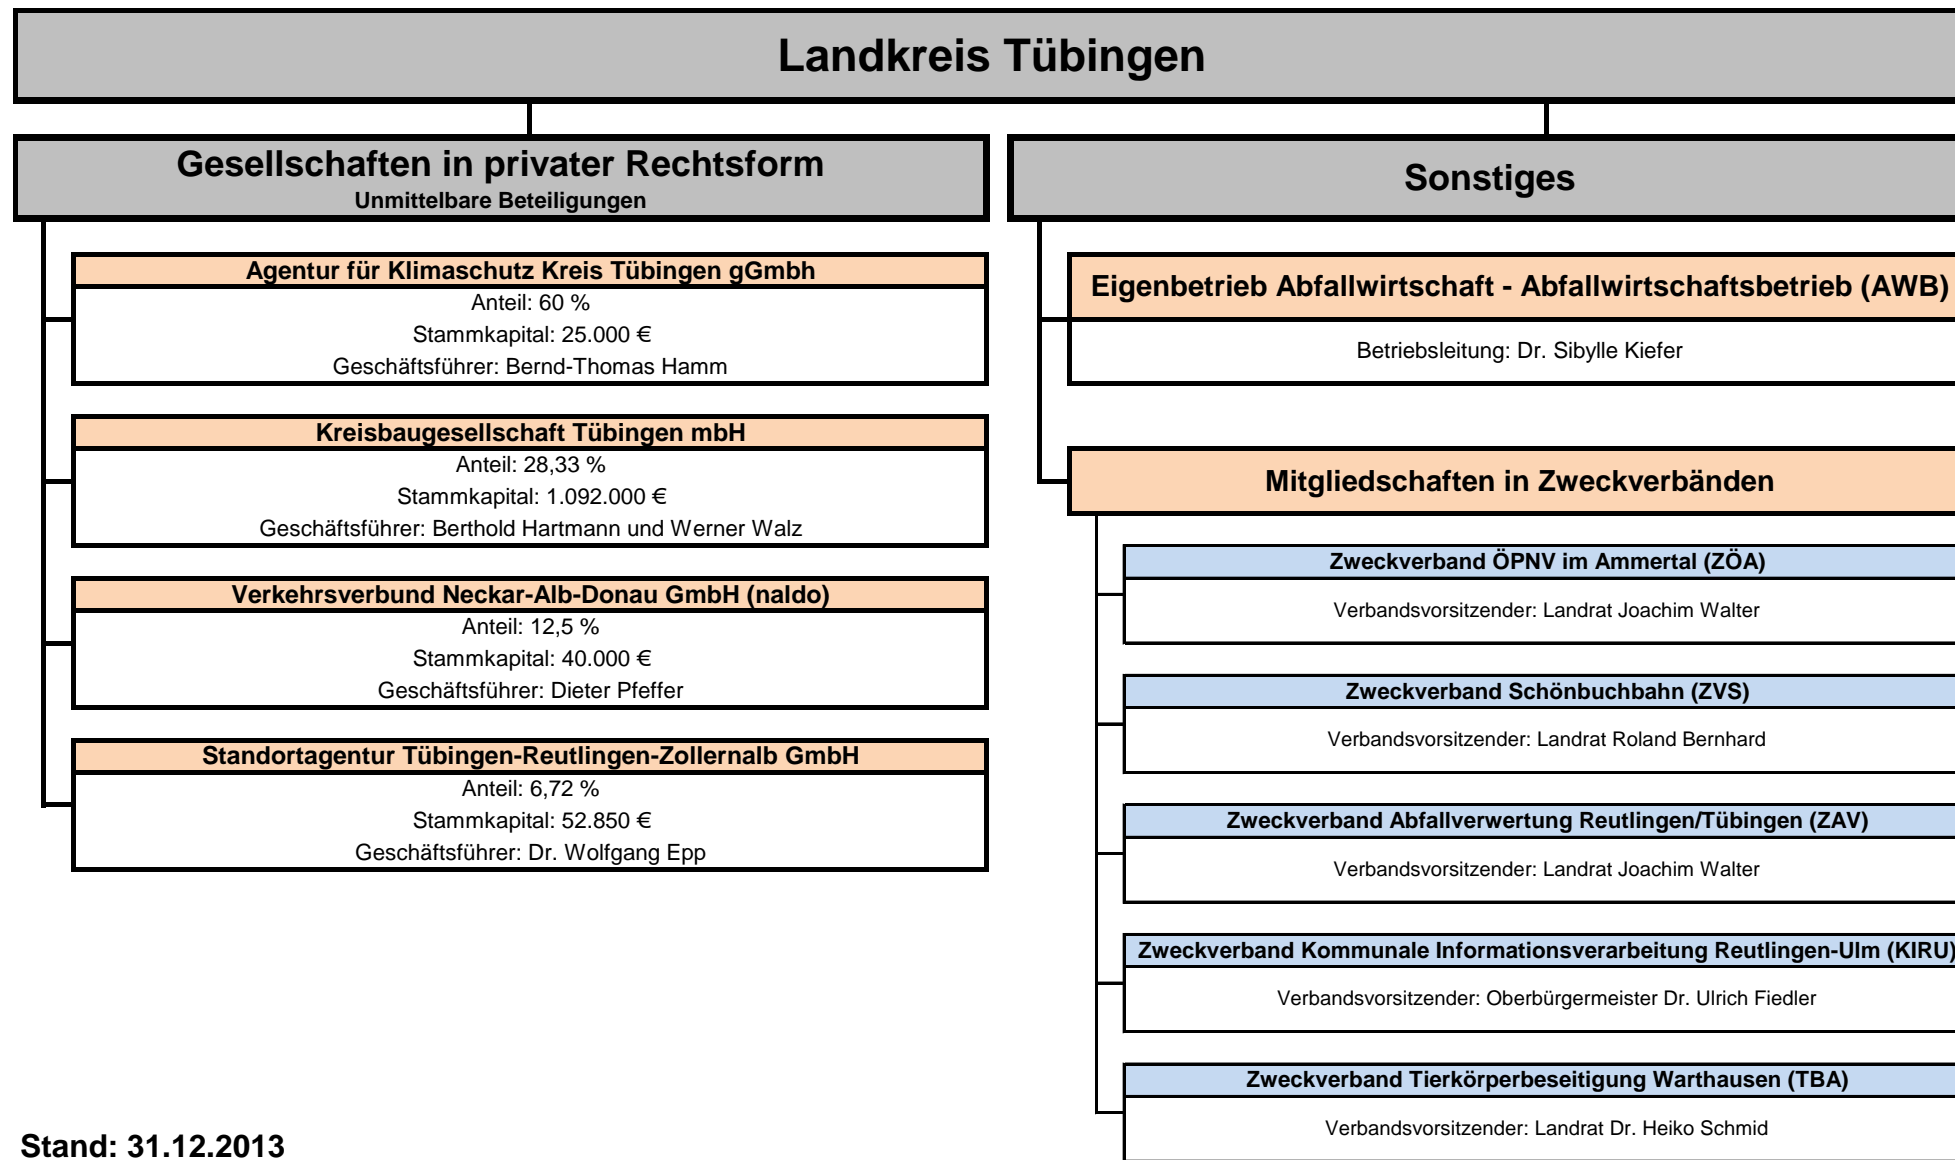 Landkreis Tübingen
Gesellschaften in privater Rechtsform
Unmittelbare Beteiligungen
Agentur für Klimaschutz Kreis Tübingen gGmbh
Anteil: 60 %
Stammkapital: 25.000 €
Geschäftsführer: Bernd-Thomas Hamm
Kreisbaugesellschaft Tübingen mbH
Anteil: 28,33 %
Stammkapital: 1.092.000 €
Geschäftsführer: Berthold Hartmann und Werner Walz
Verkehrsverbund Neckar-Alb-Donau GmbH (naldo)
Anteil: 12,5 %
Stammkapital: 40.000 €
Geschäftsführer: Dieter Pfeffer
Standortagentur Tübingen-Reutlingen-Zollernalb GmbH
Anteil: 6,72 %
Stammkapital: 52.850 €
Geschäftsführer: Dr. Wolfgang Epp
Sonstiges
Eigenbetrieb Abfallwirtschaft - Abfallwirtschaftsbetrieb (AWB)
Betriebsleitung: Dr. Sibylle Kiefer
Mitgliedschaften in Zweckverbänden
Zweckverband ÖPNV im Ammertal (ZÖA)
Verbandsvorsitzender: Landrat Joachim Walter
Zweckverband Schönbuchbahn (ZVS)
Verbandsvorsitzender: Landrat Roland Bernhard
Zweckverband Abfallverwertung Reutlingen/Tübingen (ZAV)
Verbandsvorsitzender: Landrat Joachim Walter
Zweckverband Kommunale Informationsverarbeitung Reutlingen-Ulm (KIRU)
Verbandsvorsitzender: Oberbürgermeister Dr. Ulrich Fiedler
Zweckverband Tierkörperbeseitigung Warthausen (TBA)
Verbandsvorsitzender: Landrat Dr. Heiko Schmid
Stand: 31.12.2013